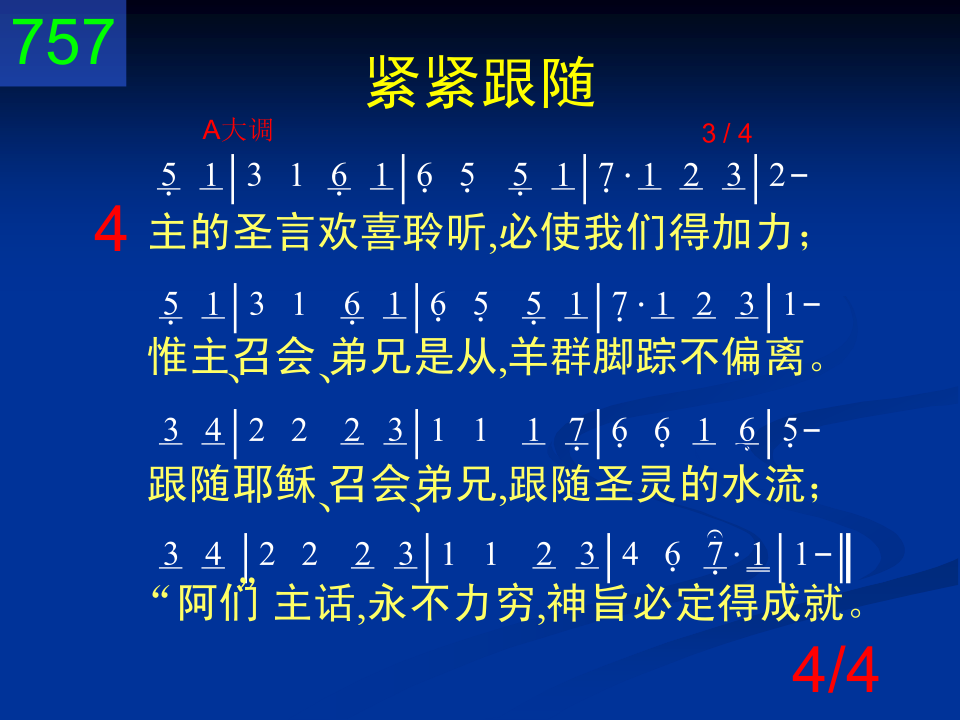 757
紧紧跟随
A大调 3 / 4
5 1|3 1 6 1|6 5 5 1|7·1 2 3|2-
4 主的圣言欢喜聆听,必使我们得加力；
5 1|3 1 6 1|6 5 5 1|7·1 2 3|1-
惟主、召会、弟兄是从,羊群脚踪不偏离。
3 4|2 2 2 3|1 1 1 7|6 6 1 6|5-
跟随耶稣、召会、弟兄,跟随圣灵的水流；
3 4|2 2 2 3|1 1 2 3|4 6 7·1|1-‖
“阿们”主话,永不力穷,神旨必定得成就。
4/4